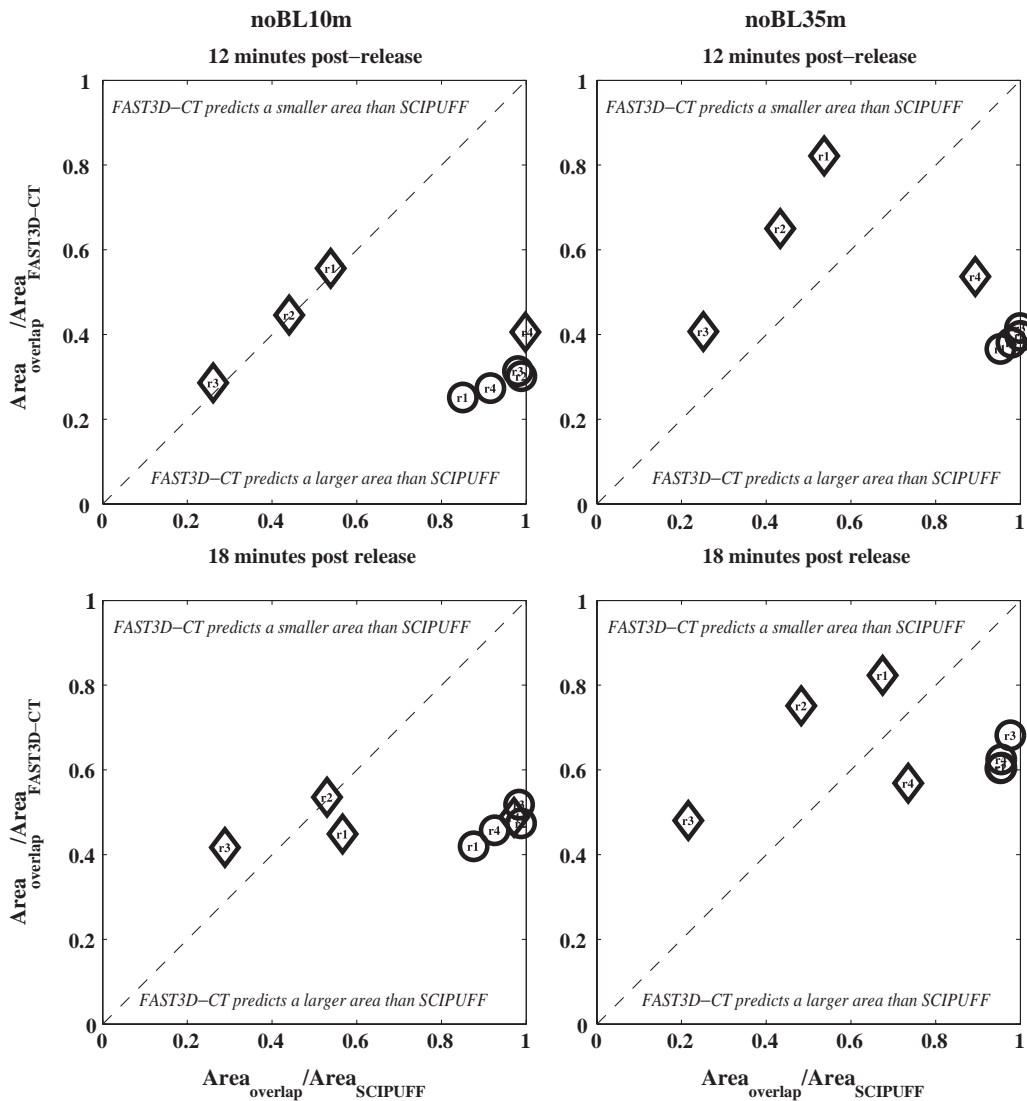 noBL10m
noBL35m
12 minutes post−release
12 minutes post−release
FAST3D−CT predicts a smaller area than SCIPUFF
FAST3D−CT predicts a smaller area than SCIPUFF
Area overlap /Area FAST3D−CT
1
0.8
0.6
0.4
0.2
0
r1
r2
r3
r4
r3
r4
r1
FAST3D−CT predicts a larger area than SCIPUFF
0 0.2 0.4 0.6 0.8 1
1
0.8
0.6
0.4
0.2
0
r1
r2
r4
r3
r1
FAST3D−CT predicts a larger area than SCIPUFF
0 0.2 0.4 0.6 0.8 1
18 minutes post release
18 minutes post release
FAST3D−CT predicts a smaller area than SCIPUFF
FAST3D−CT predicts a smaller area than SCIPUFF
Area overlap /Area FAST3D−CT
1
0.8
0.6
0.4
0.2
0
r2
r1
r3
r3
r4
r1
FAST3D−CT predicts a larger area than SCIPUFF
0 0.2 0.4 0.6 0.8 1
Area overlap /Area SCIPUFF
1
0.8
0.6
0.4
0.2
0
r1
r2
r3
r4
r4
r3
FAST3D−CT predicts a larger area than SCIPUFF
0 0.2 0.4 0.6 0.8 1
Area overlap /Area SCIPUFF